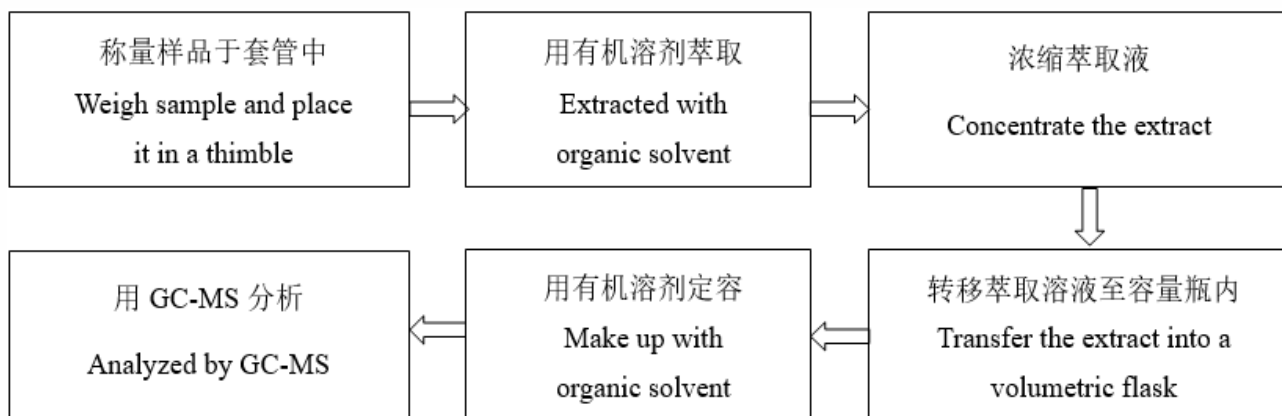 称量样品于套管中
Weigh sample and place
it in a thimble
用有机溶剂萃取
Extracted with
organic solvent
浓缩萃取液
Concentrate the extract
转移萃取溶液至容量瓶内
Transfer the extract into a
volumetric flask
用有机溶剂定容
Make up with
organic solvent
用 GC-MS 分析
Analyzed by GC-MS